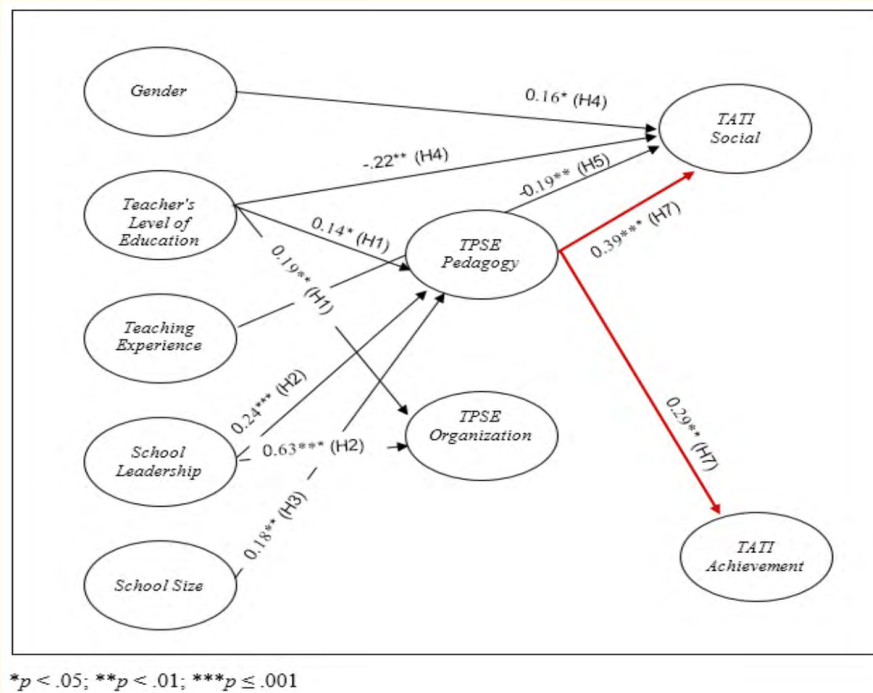 Gender
0.16* (H4)
TATI
Social
-.22** (H4)
-0.19** (H5)
Teacher's
Level of
Education
0.14* (H1)
0.19** (H1)
TPSE
Pedagogy
0.39*** (H7)
Teaching
Experience
0.24*** (H2)
0.29** (H7)
School
Leadership
0.63*** (H2)
TPSE
Organization
0.18** (H3)
School Size
TATI
Achievement
*p < .05; **p < .01; ***p ≤ .001